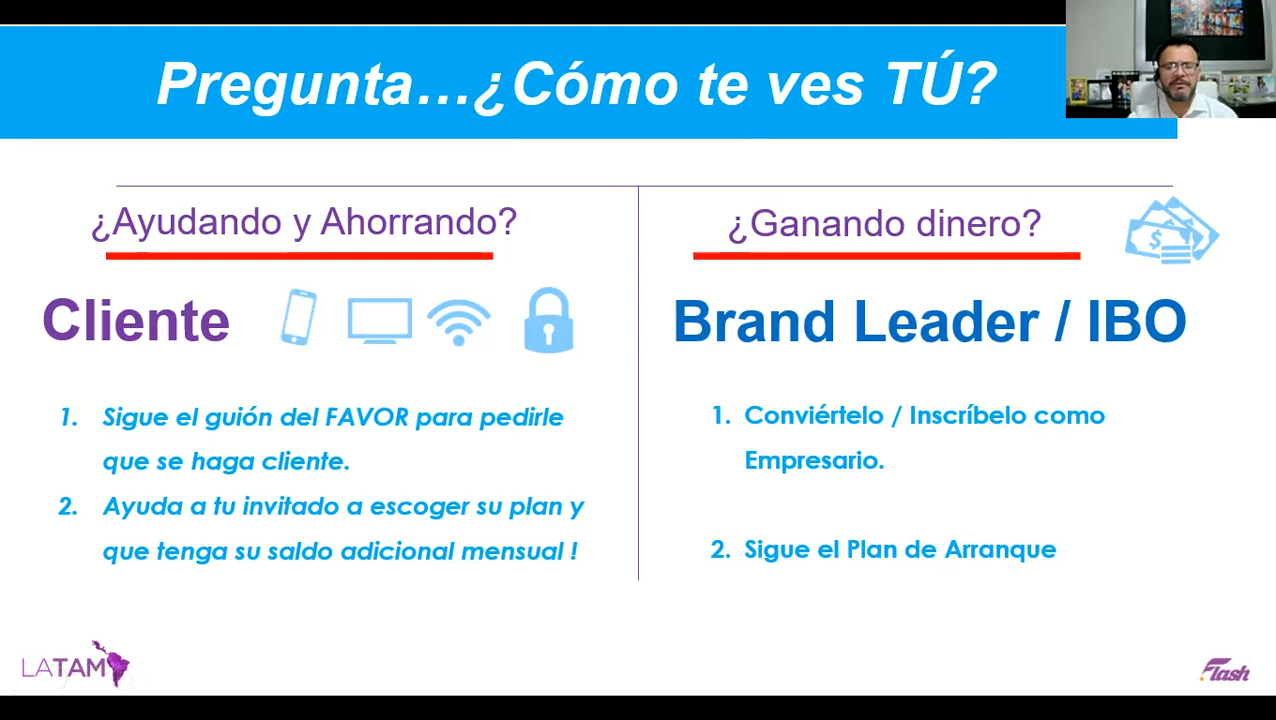 Pregunta...¿Cómo te ves TÚ?
¿Ayudando y Ahorrando?
Cliente
1. Sigue el guión del FAVOR para pedirle
que se haga cliente.
2. Ayuda a tu invitado a escoger su plan y
que tenga su saldo adicional mensual !
¿Ganando dinero?
Brand Leader / IBO
1. Conviértelo / Inscríbelo como
Empresario.
2. Sigue el Plan de Arranque
LATAM
Flash